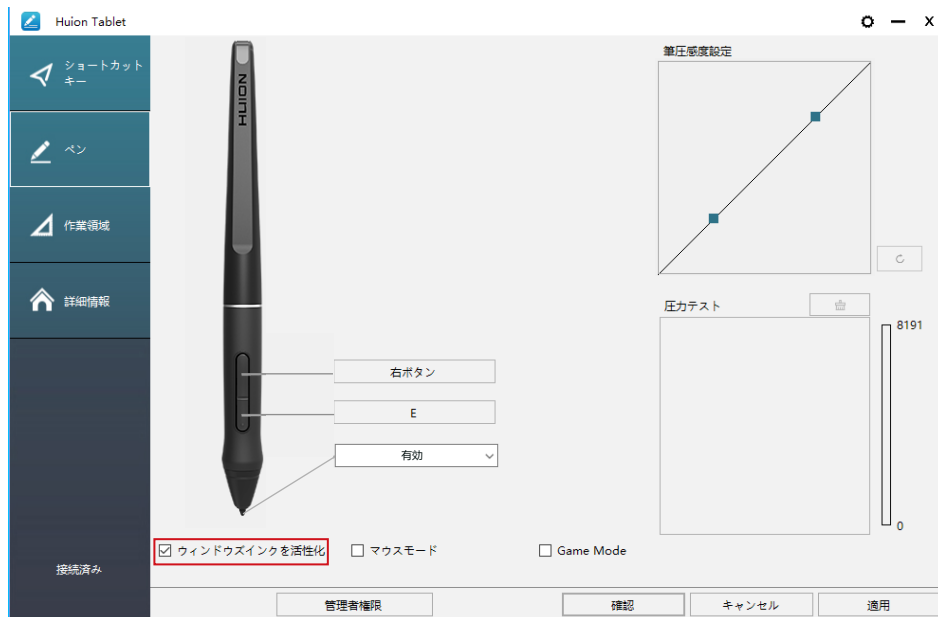 Huion Tablet
ショートカット
キー
ペン
作業領域
詳細情報
接続済み
HUION
右ボタン
E
有効
筆圧感度設定
圧力テスト
8191
0
ウィンドウズインクを活性化
マウスモード
Game Mode
管理者権限
確認
キャンセル
適用